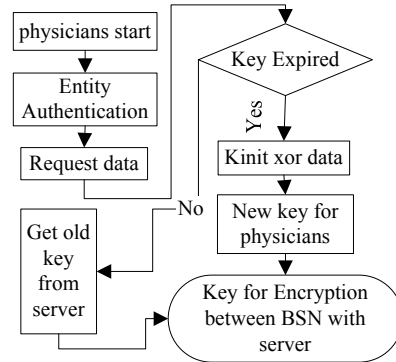 physicians start
Entity
Authentication
Request data
Key Expired
Yes
Kinit xor data
New key for
physicians
No
Get old
key
from
server
Key for Encryption
between BSN with
server